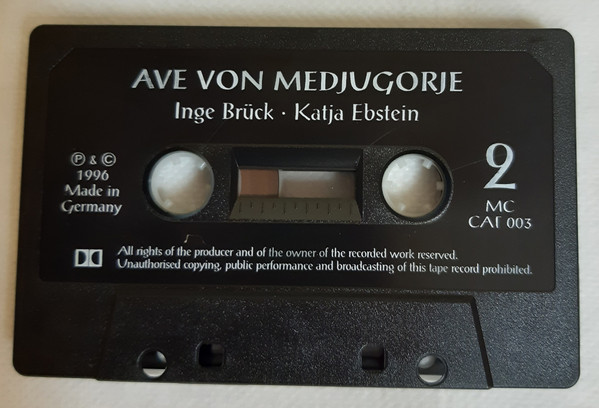 AVE VON MEDJUGORJE
Inge Brück · Katja Ebstein
℗ & © 
1996
Made in
Germany
2
MC
CAT 003
All rights of the producer and of the owner of the recorded work reserved.
Unauthorised copying, public performance and broadcasting of this tape record prohibited.